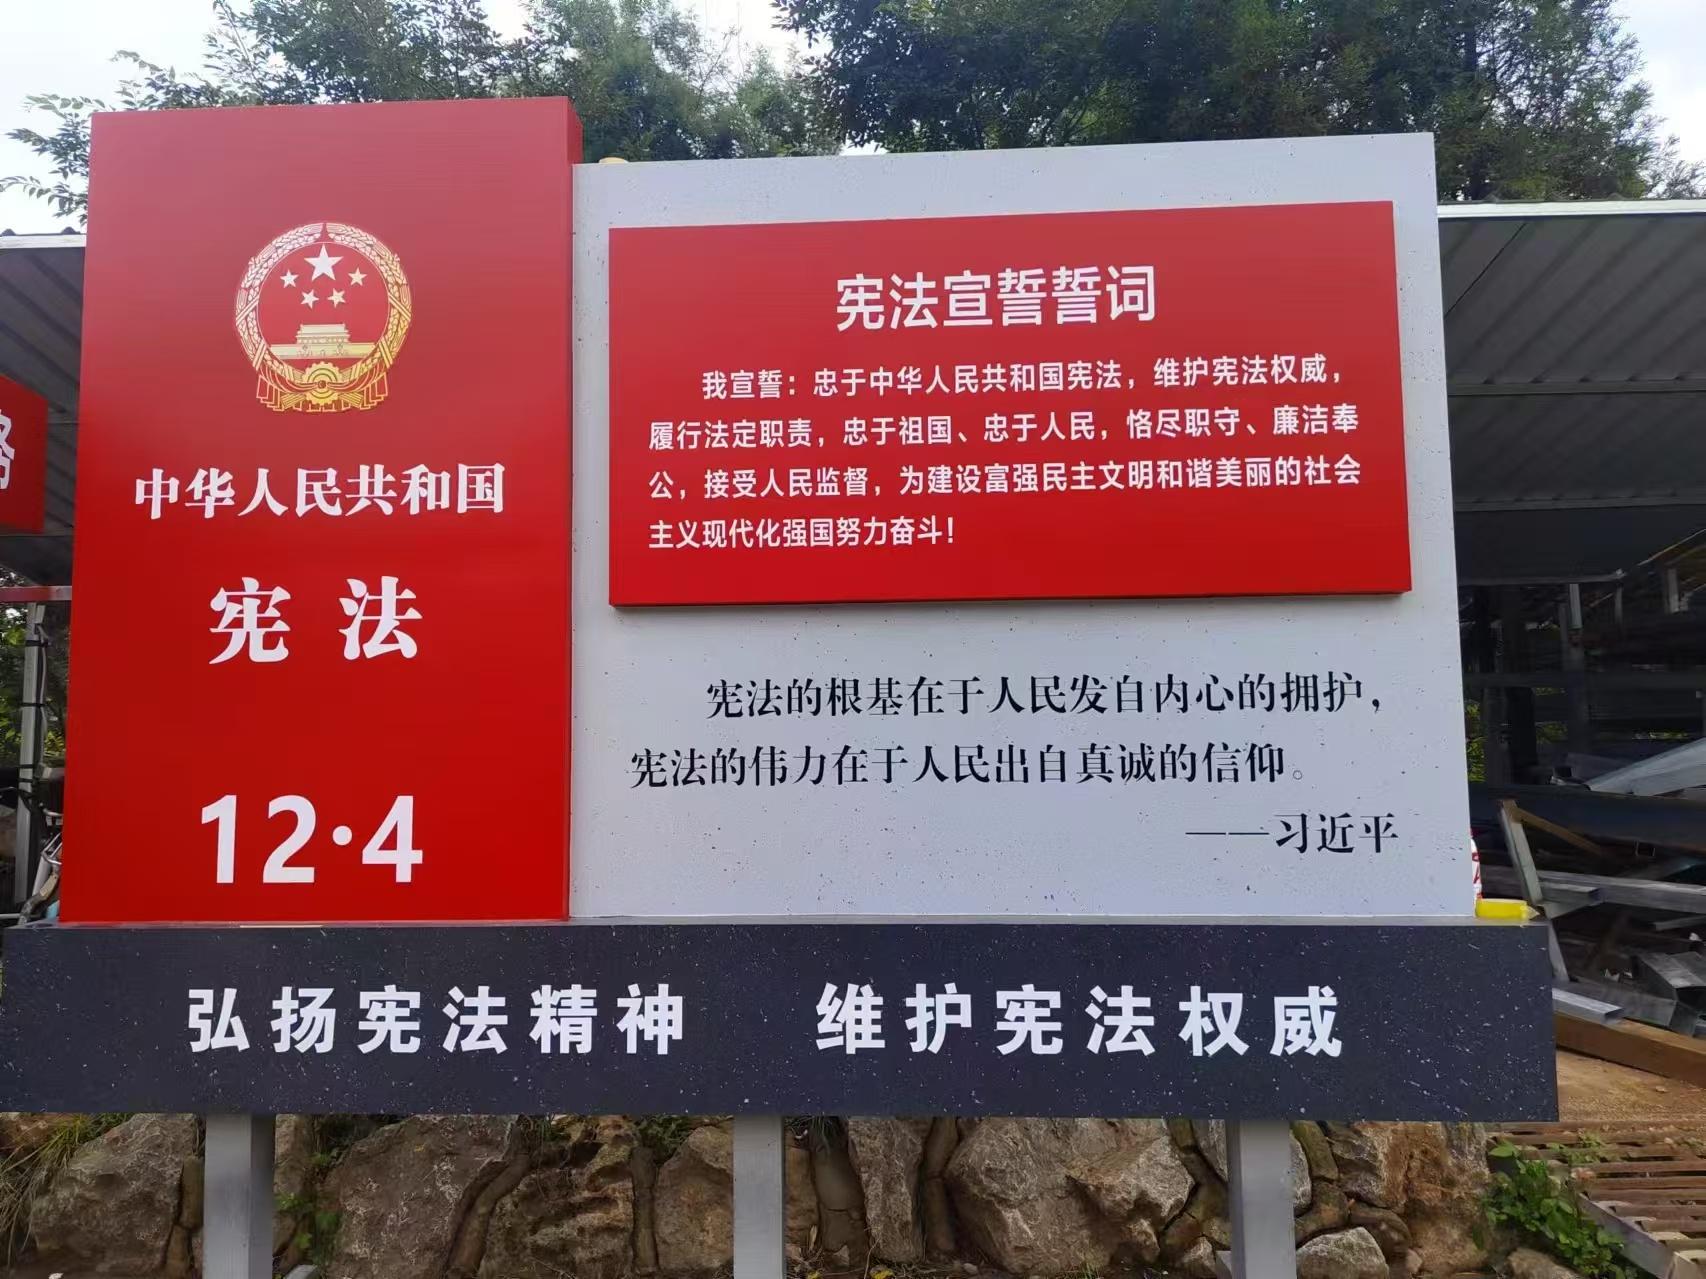 中华人民共和国
宪法
12·4
宪法宣誓誓词
我宣誓：忠于中华人民共和国宪法，维护宪法权威，
履行法定职责，忠于祖国、忠于人民，恪尽职守、廉洁奉
公，接受人民监督，为建设富强民主文明和谐美丽的社会
主义现代化强国努力奋斗！
宪法的根基在于人民发自内心的拥护，
宪法的伟力在于人民出自真诚的信仰。
——习近平
弘扬宪法精神 维护宪法权威